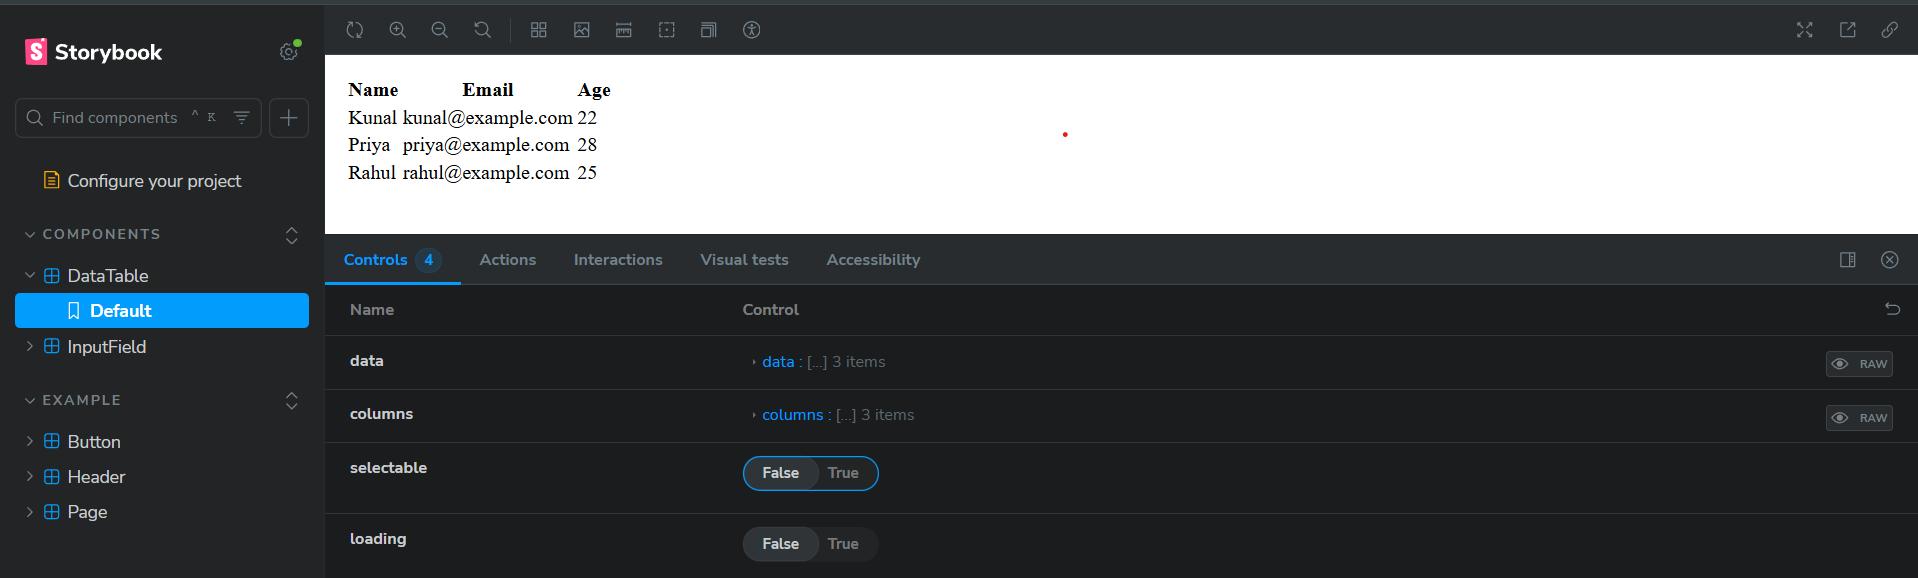 Storybook
Find components ^ K
Configure your project
COMPONENTS
DataTable
Default
InputField
EXAMPLE
Button
Header
Page
Name Email Age
Kunal kunal@example.com 22
Priya priya@example.com 28
Rahul rahul@example.com 25
Controls 4 Actions Interactions Visual tests Accessibility
Name Control
data data : [...] 3 items RAW
columns columns : [...] 3 items RAW
selectable False True
loading False True